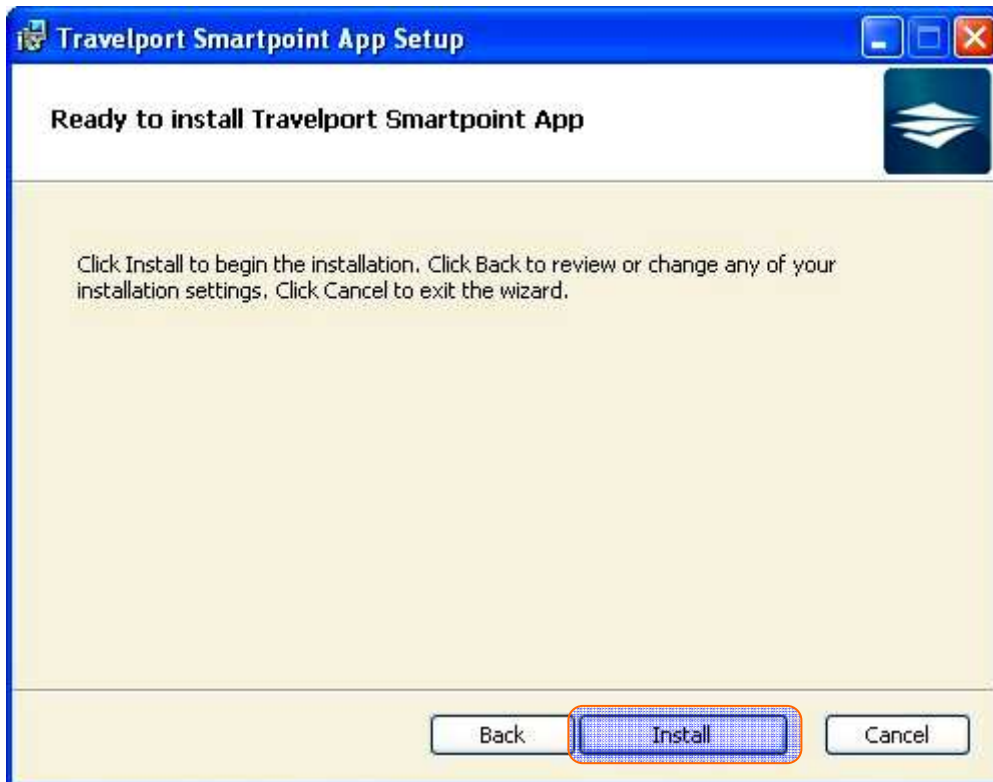 Travelport Smartpoint App Setup
Ready to install Travelport Smartpoint App
Click Install to begin the installation. Click Back to review or change any of your
installation settings. Click Cancel to exit the wizard.
Back Install Cancel